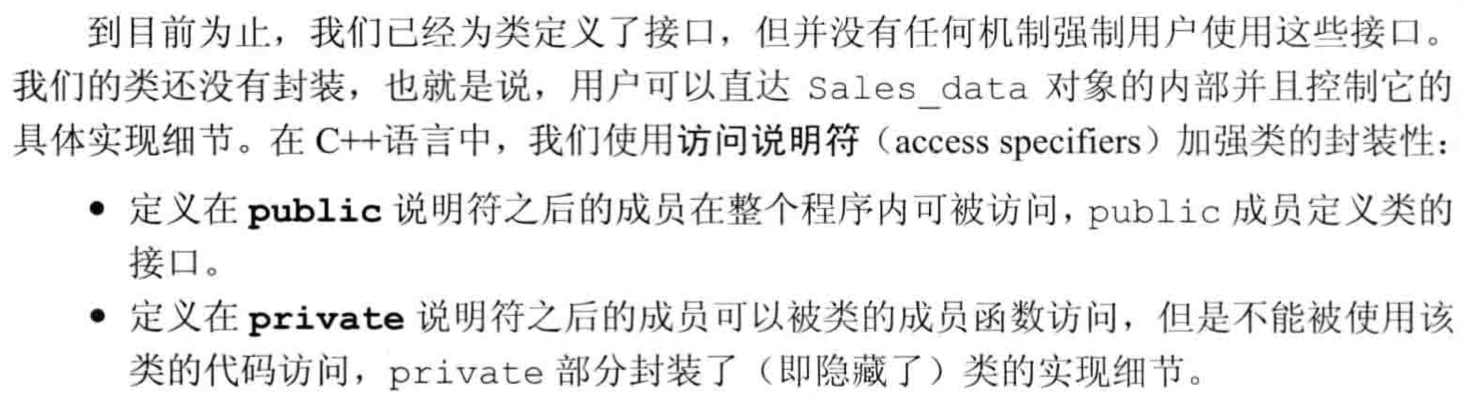 到目前为止，我们已经为类定义了接口，但并没有任何机制强制用户使用这些接口。
我们的类还没有封装，也就是说，用户可以直达 Sales_data 对象的内部并且控制它的
具体实现细节。在 C++语言中，我们使用访问说明符（access specifiers）加强类的封装性：
● 定义在 public 说明符之后的成员在整个程序内可被访问，public 成员定义类的
接口。
● 定义在 private 说明符之后的成员可以被类的成员函数访问，但是不能被使用该
类的代码访问，private 部分封装了（即隐藏了）类的实现细节。